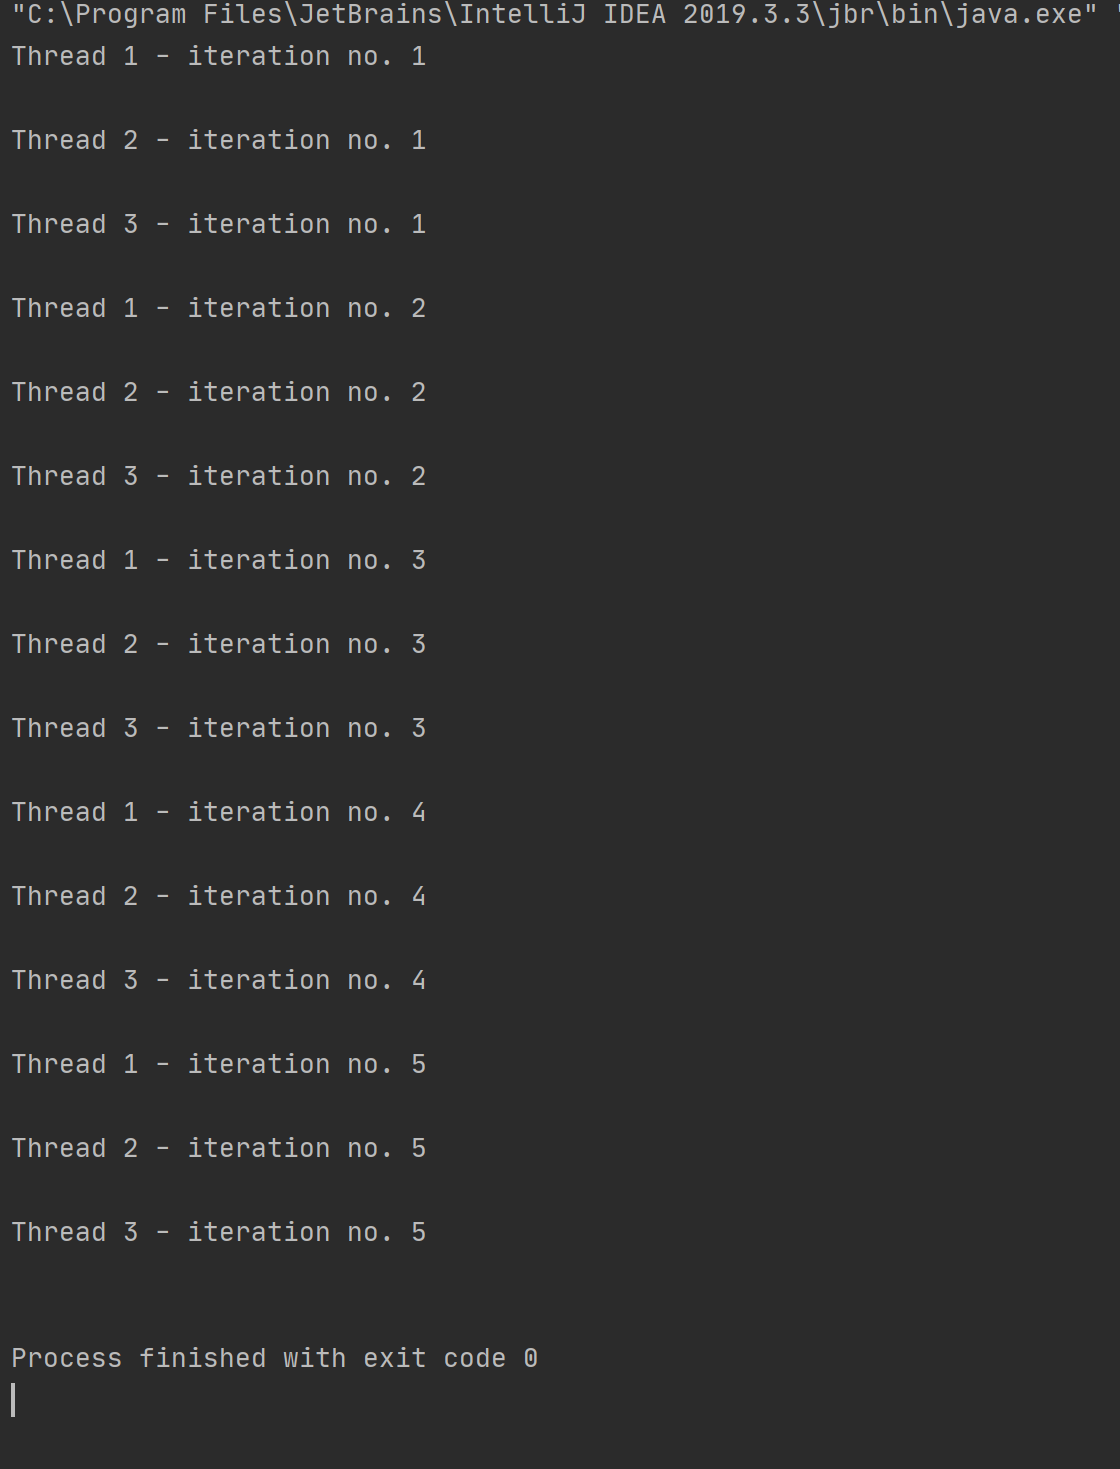 "C:\Program Files\JetBrains\IntelliJ IDEA 2019.3.3\jbr\bin\java.exe" "
Thread 1 - iteration no. 1
Thread 2 - iteration no. 1
Thread 3 - iteration no. 1
Thread 1 - iteration no. 2
Thread 2 - iteration no. 2
Thread 3 - iteration no. 2
Thread 1 - iteration no. 3
Thread 2 - iteration no. 3
Thread 3 - iteration no. 3
Thread 1 - iteration no. 4
Thread 2 - iteration no. 4
Thread 3 - iteration no. 4
Thread 1 - iteration no. 5
Thread 2 - iteration no. 5
Thread 3 - iteration no. 5
Process finished with exit code 0